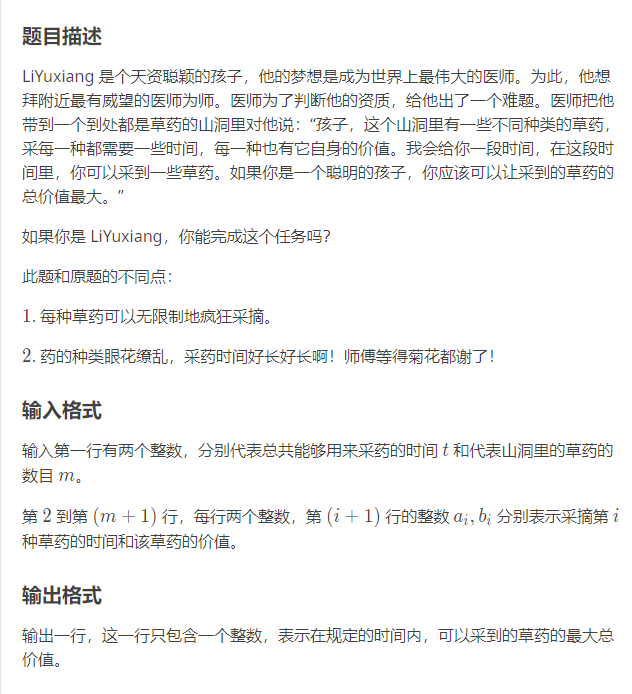 题目描述
LiYuxiang 是个天资聪颖的孩子，他的梦想是成为世界上最伟大的医师。为此，他想
拜附近最有威望的医师为师。医师为了判断他的资质，给他出了一个难题。医师把他
带到一个到处都是草药的山洞里对他说：“孩子，这个山洞里有一些不同种类的草药，
采每一种都需要一些时间，每一种也有它自身的价值。我会给你一段时间，在这段时
间里，你可以采到一些草药。如果你是一个聪明的孩子，你应该可以让采到的草药的
总价值最大。”
如果你是 LiYuxiang，你能完成这个任务吗？
此题和原题的不同点：
1. 每种草药可以无限制地疯狂采摘。
2. 药的种类眼花缭乱，采药时间好长好长啊！师傅等得菊花都谢了！
输入格式
输入第一行有两个整数，分别代表总共能够用来采药的时间 t 和代表山洞里的草药的
数目 m。
第 2 到第 (m + 1) 行，每行两个整数，第 (i + 1) 行的整数 aᵢ, bᵢ 分别表示采摘第 i
种草药的时间和该草药的价值。
输出格式
输出一行，这一行只包含一个整数，表示在规定的时间内，可以采到的草药的最大总
价值。